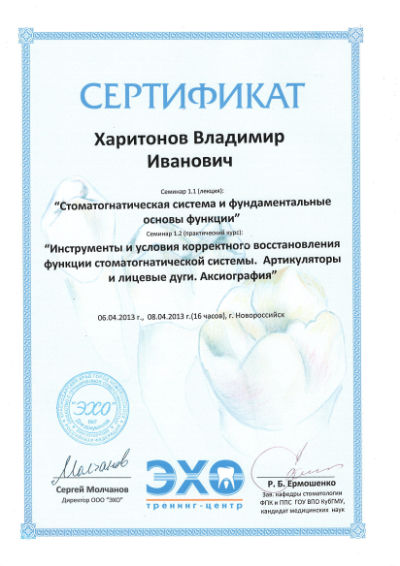 СЕРТИФИКАТ
Харитонов Владимир
Иванович
Семинар 1.1 (лекция):
“Стоматогнатическая система и фундаментальные
основы функции”
Семинар 1.2 (практический курс):
“Инструменты и условия корректного восстановления
функции стоматогнатической системы. Артикуляторы
и лицевые дуги. Аксиография”
06.04.2013 г., 08.04.2013 г.(16 часов), г. Новороссийск
"ЭХО"
Молчанов
Сергей Молчанов
Директор ООО "ЭХО"
ЭХО
тренинг-центр
Р. Б. Ермошенко
Зав. кафедры стоматологии
ФПК и ППС ГОУ ВПО КубГМУ,
кандидат медицинских наук